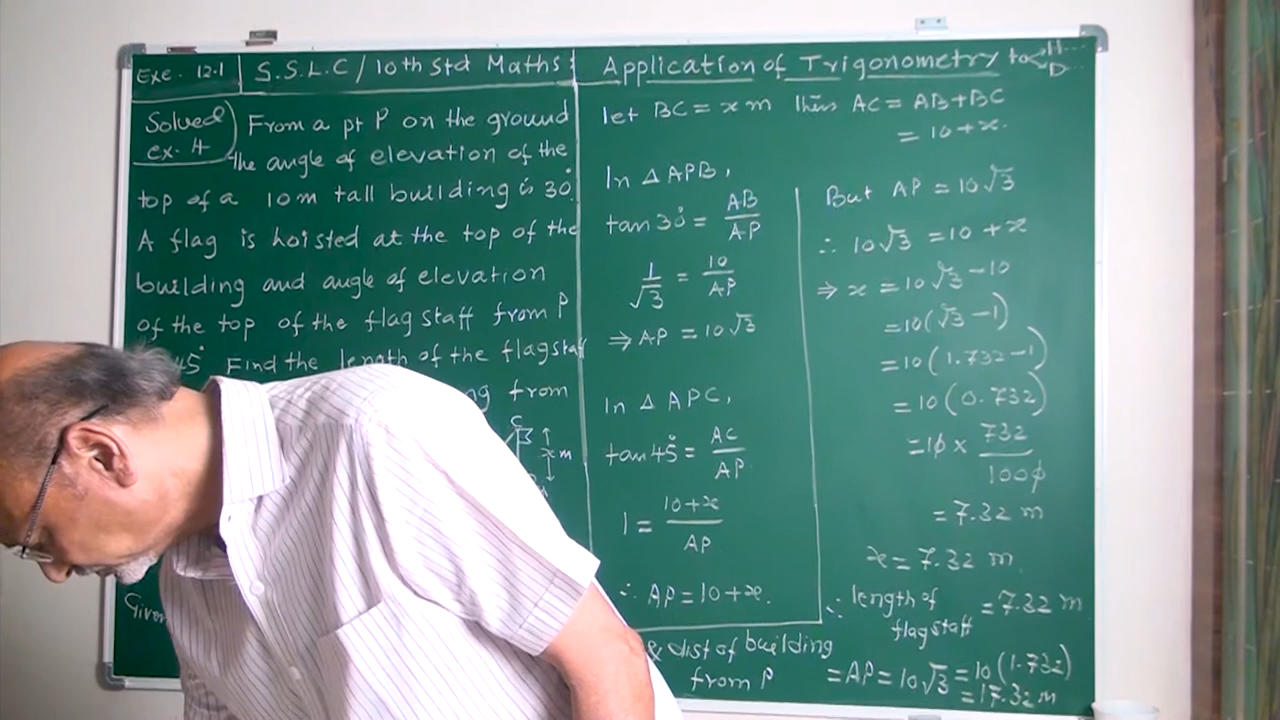 Exe. 12.1
S.S.L.C / 10th Std Maths :
Application of Trigonometry to H... D...
Solved
ex. 4
From a pt P on the ground
the angle of elevation of the
top of a 10m tall building is 30°.
A flag is hoisted at the top of the
building and angle of elevation
of the top of the flag staff from P
45° Find the length of the flagstaff
from
C
x m
Given
let BC = x m then AC = AB + BC
= 10 + x.
In △ APB,
tan 30° = AB/AP
1/√3 = 10/AP
⇒ AP = 10√3
In △ APC,
tan 45° = AC/AP
1 = 10+x/AP
∴ AP = 10+x.
But AP = 10√3
∴ 10√3 = 10 + x
⇒ x = 10√3 − 10
= 10(√3 − 1)
= 10(1.732 − 1)
= 10(0.732)
= 10 × 732/1000
= 7.32 m
x = 7.32 m.
∴ length of flagstaff = 7.32 m
& dist of building
from P
= AP = 10√3 = 10(1.732)
= 17.32 m